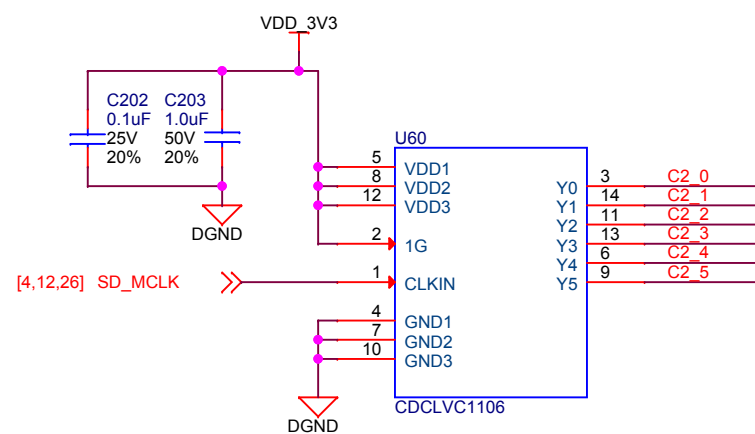 VDD_3V3
C202
0.1uF
25V
20%
C203
1.0uF
50V
20%
DGND
U60
5 VDD1
8 VDD2
12 VDD3
2 1G
[4,12,26] SD_MCLK
1 CLKIN
4 GND1
7 GND2
10 GND3
DGND
Y0 3 C2_0
Y1 14 C2_1
Y2 11 C2_2
Y3 13 C2_3
Y4 6 C2_4
Y5 9 C2_5
CDCLVC1106